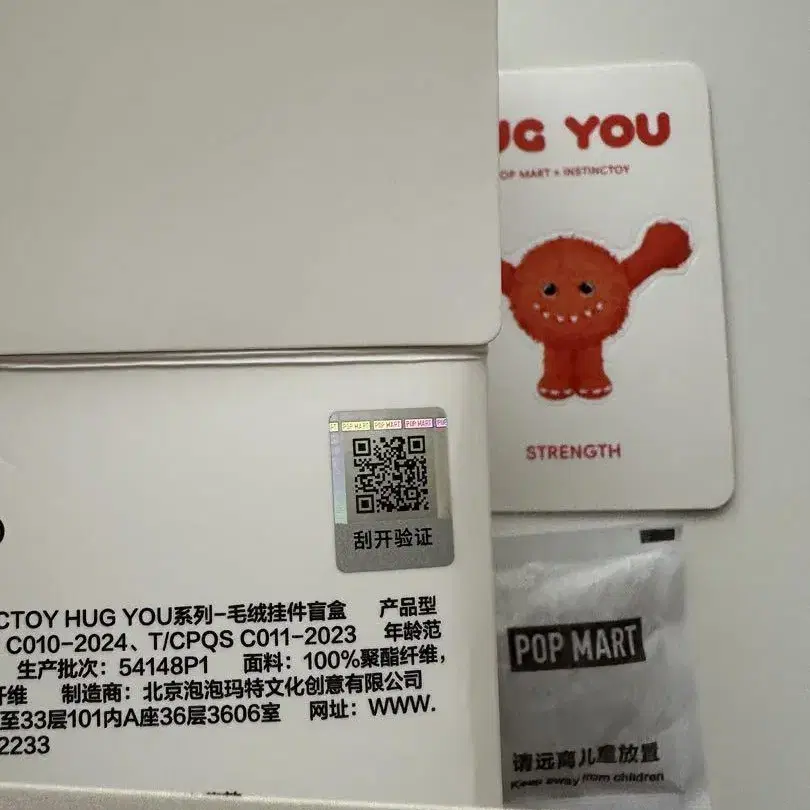 UG YOU
OP MART × INSTINCTOY
STRENGTH
POP MART POP MART POP MART
刮开验证
CTOY HUG YOU系列-毛绒挂件盲盒 产品型
C010-2024、T/CPQS C011-2023 年龄范
生产批次：54148P1 面料：100%聚酯纤维，
纤维 制造商：北京泡泡玛特文化创意有限公司
至33层101内A座36层3606室 网址：WWW.
2233
POP MART
请远离儿童放置
Keep away from children